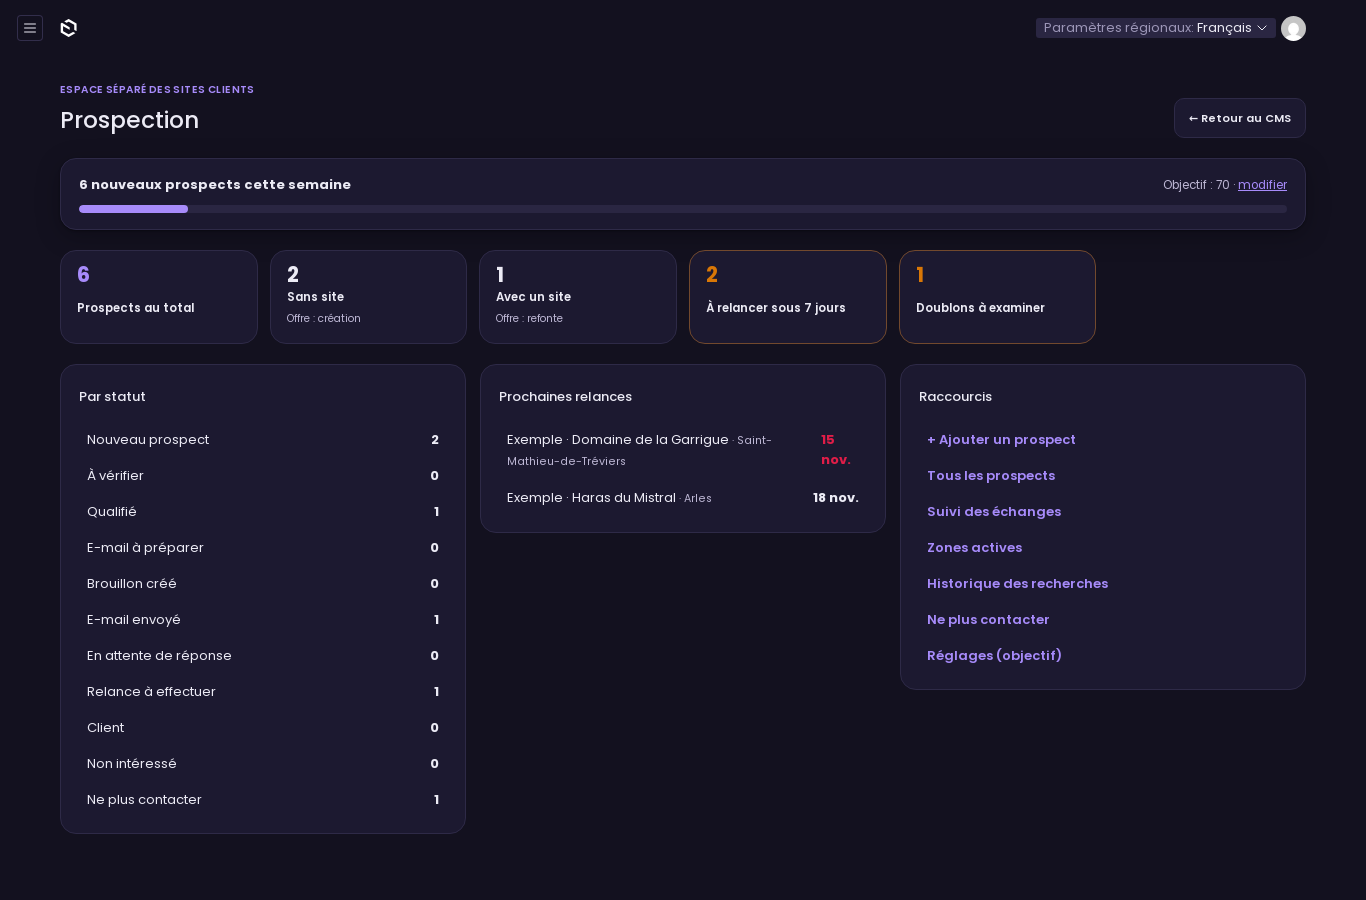 Paramètres régionaux: Français
ESPACE SÉPARÉ DES SITES CLIENTS
Prospection
← Retour au CMS
6 nouveaux prospects cette semaine
Objectif : 70 · modifier
6
Prospects au total
2
Sans site
Offre : création
1
Avec un site
Offre : refonte
2
À relancer sous 7 jours
1
Doublons à examiner
Par statut
Nouveau prospect 2
À vérifier 0
Qualifié 1
E-mail à préparer 0
Brouillon créé 0
E-mail envoyé 1
En attente de réponse 0
Relance à effectuer 1
Client 0
Non intéressé 0
Ne plus contacter 1
Prochaines relances
Exemple · Domaine de la Garrigue · Saint-
Mathieu-de-Tréviers
15
nov.
Exemple · Haras du Mistral · Arles 18 nov.
Raccourcis
+ Ajouter un prospect
Tous les prospects
Suivi des échanges
Zones actives
Historique des recherches
Ne plus contacter
Réglages (objectif)